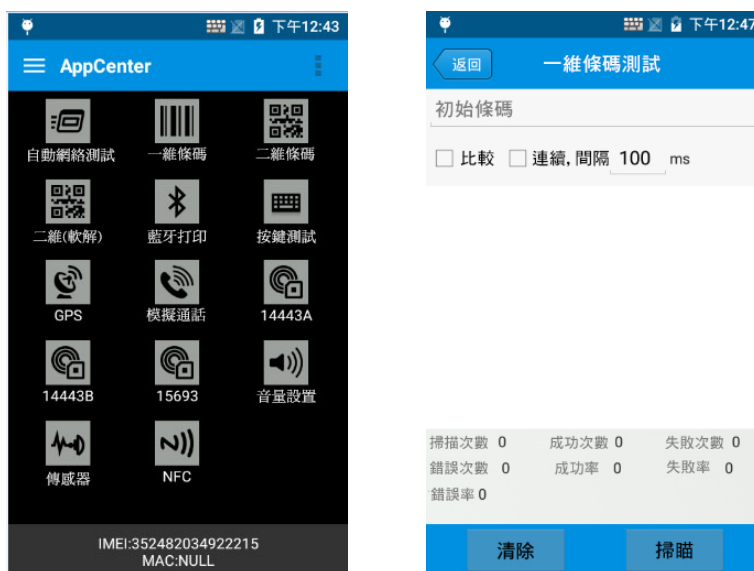 下午12:43
AppCenter
自動網絡測試 一維條碼 二維條碼
二維(軟解) 藍牙打印 按鍵測試
GPS 模擬通話 14443A
14443B 15693 音量設置
傳感器 NFC
IMEI:352482034922215
MAC:NULL
下午12:47
返回 一維條碼測試
初始條碼
比較 連續,間隔 100 ms
掃描次數 0 成功次數 0 失敗次數 0
錯誤次數 0 成功率 0 失敗率 0
錯誤率 0
清除 掃瞄